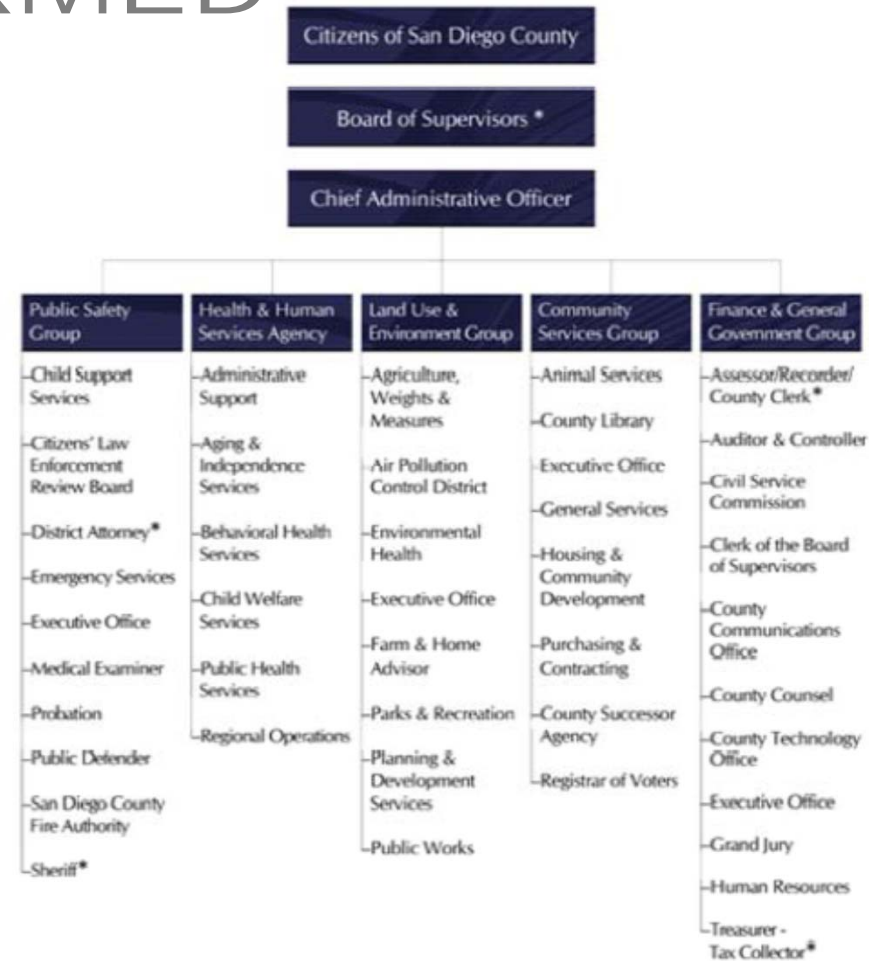 RMED
Citizens of San Diego County
Board of Supervisors *
Chief Administrative Officer
Public Safety
Group
-Child Support
Services
-Citizens' Law
Enforcement
Review Board
-District Attorney*
-Emergency Services
-Executive Office
-Medical Examiner
-Probation
-Public Defender
-San Diego County
Fire Authority
-Sheriff*
Health & Human
Services Agency
-Administrative
Support
-Aging &
Independence
Services
-Behavioral Health
Services
-Child Welfare
Services
-Public Health
Services
-Regional Operations
Land Use &
Environment Group
-Agriculture,
Weights &
Measures
-Air Pollution
Control District
-Environmental
Health
-Executive Office
-Farm & Home
Advisor
-Parks & Recreation
-Planning &
Development
Services
-Public Works
Community
Services Group
-Animal Services
-County Library
-Executive Office
-General Services
-Housing &
Community
Development
-Purchasing &
Contracting
-County Successor
Agency
-Registrar of Voters
Finance & General
Government Group
-Assessor/Recorder/
County Clerk*
-Auditor & Controller
-Civil Service
Commission
-Clerk of the Board
of Supervisors
-County
Communications
Office
-County Counsel
-County Technology
Office
-Executive Office
-Grand Jury
-Human Resources
-Treasurer -
Tax Collector*